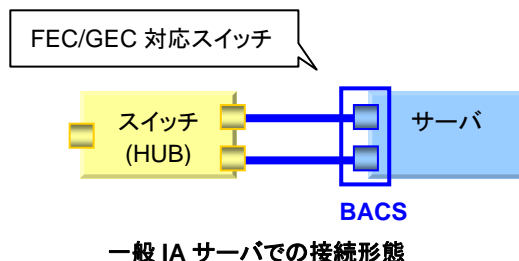 FEC/GEC 対応スイッチ
スイッチ
(HUB)
サーバ
BACS
一般 IA サーバでの接続形態